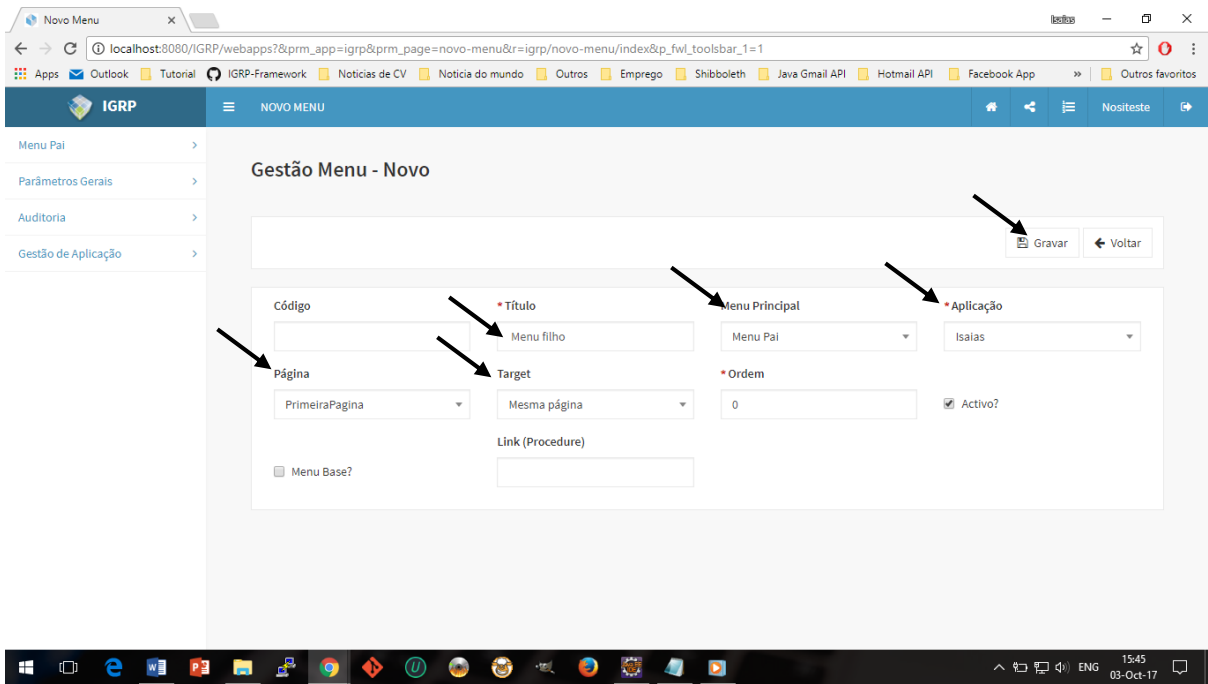 Novo Menu
Isaias
localhost:8080/IGRP/webapps?&prm_app=igrp&prm_page=novo-menu&r=igrp/novo-menu/index&p_fwl_toolsbar_1=1
Apps Outlook Tutorial IGRP-Framework Noticias de CV Noticia do mundo Outros Emprego Shibboleth Java Gmail API Hotmail API Facebook App » Outros favoritos
IGRP NOVO MENU Nositeste
Menu Pai
Parâmetros Gerais
Auditoria
Gestão de Aplicação
Gestão Menu - Novo
Gravar Voltar
Código * Título Menu Principal * Aplicação
Menu filho Menu Pai Isaias
Página Target * Ordem
PrimeiraPagina Mesma página 0 Activo?
Link (Procedure)
Menu Base?
ENG 15:45
03-Oct-17